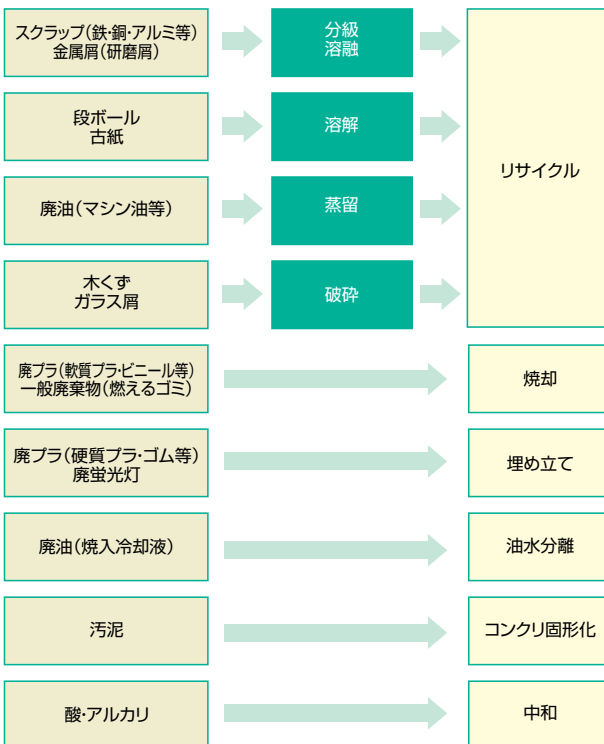 スクラップ(鉄・銅・アルミ等)
金属屑(研磨屑)
分級
溶融
段ボール
古紙
溶解
リサイクル
廃油(マシン油等)
蒸留
木くず
ガラス屑
破砕
廃プラ(軟質プラ・ビニール等)
一般廃棄物(燃えるゴミ)
焼却
廃プラ(硬質プラ・ゴム等)
廃蛍光灯
埋め立て
廃油(焼入冷却液)
油水分離
汚泥
コンクリ固形化
酸・アルカリ
中和